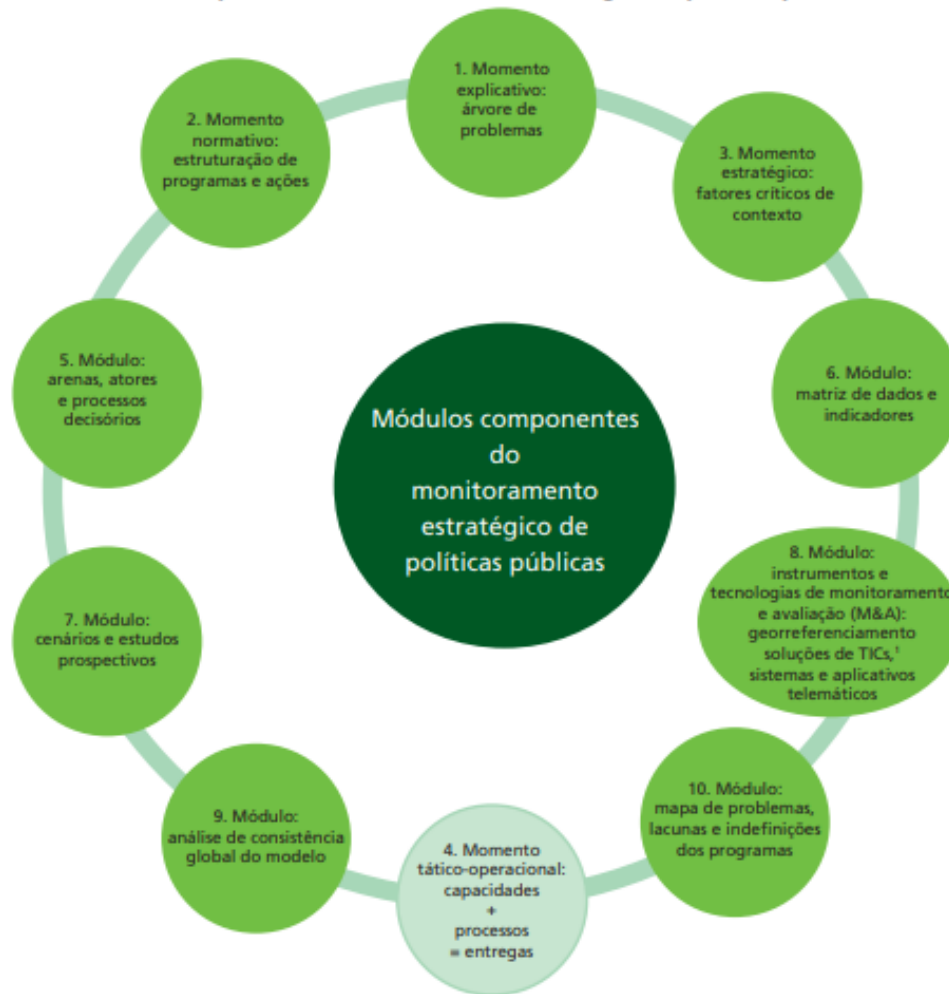 1. Momento
explicativo:
árvore de
problemas
2. Momento
normativo:
estruturação de
programas e ações
3. Momento
estratégico:
fatores críticos de
contexto
5. Módulo:
arenas, atores
e processos
decisórios
6. Módulo:
matriz de dados e
indicadores
Módulos componentes
do
monitoramento
estratégico de
políticas públicas
7. Módulo:
cenários e estudos
prospectivos
8. Módulo:
instrumentos e
tecnologias de monitoramento
e avaliação (M&A):
georreferenciamento
soluções de TICs,¹
sistemas e aplicativos
telemáticos
9. Módulo:
análise de consistência
global do modelo
10. Módulo:
mapa de problemas,
lacunas e indefinições
dos programas
4. Momento
tático-operacional:
capacidades
+
processos
= entregas